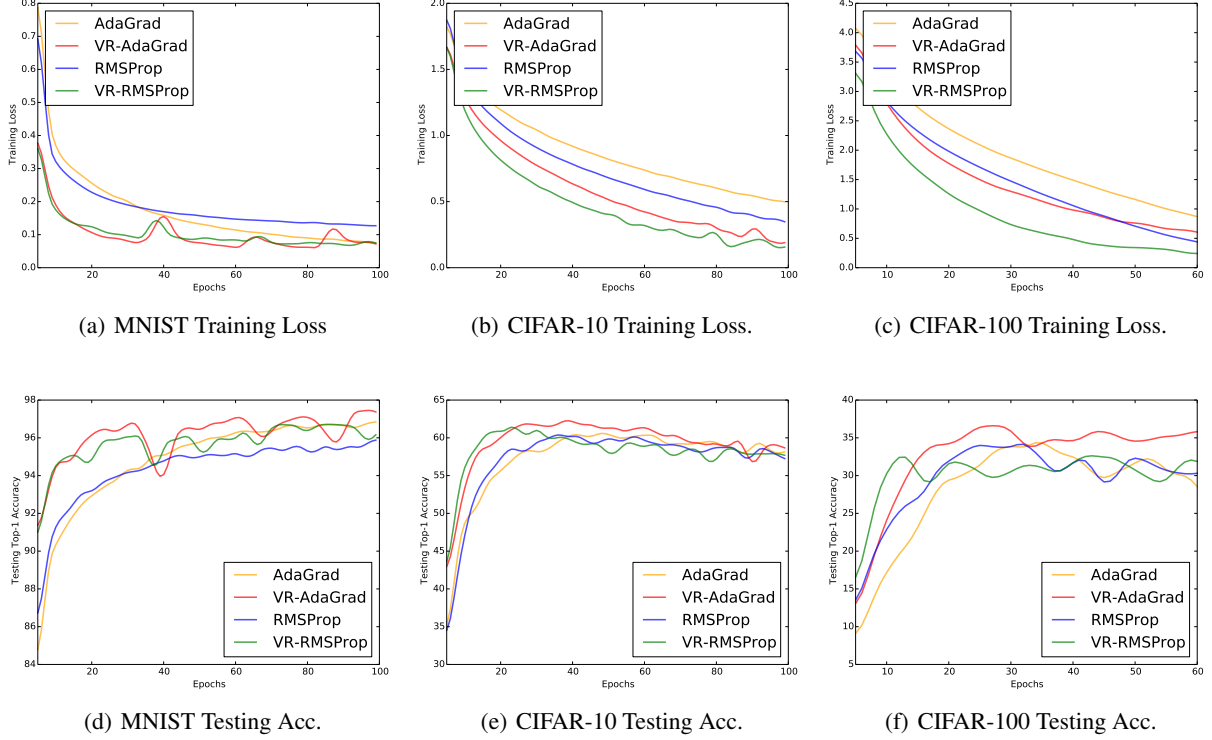 0.8
0.7
0.6
0.5
0.4
0.3
0.2
0.1
0.0
Training Loss
AdaGrad
VR-AdaGrad
RMSProp
VR-RMSProp
20
40
60
80
100
Epochs
(a) MNIST Training Loss
2.0
1.5
1.0
0.5
0.0
Training Loss
AdaGrad
VR-AdaGrad
RMSProp
VR-RMSProp
20
40
60
80
100
Epochs
(b) CIFAR-10 Training Loss.
4.5
4.0
3.5
3.0
2.5
2.0
1.5
1.0
0.5
0.0
Training Loss
AdaGrad
VR-AdaGrad
RMSProp
VR-RMSProp
10
20
30
40
50
60
Epochs
(c) CIFAR-100 Training Loss.
98
96
94
92
90
88
86
84
Testing Top-1 Accuracy
AdaGrad
VR-AdaGrad
RMSProp
VR-RMSProp
20
40
60
80
100
Epochs
(d) MNIST Testing Acc.
65
60
55
50
45
40
35
30
Testing Top-1 Accuracy
AdaGrad
VR-AdaGrad
RMSProp
VR-RMSProp
20
40
60
80
100
Epochs
(e) CIFAR-10 Testing Acc.
40
35
30
25
20
15
10
5
Testing Top-1 Accuracy
AdaGrad
VR-AdaGrad
RMSProp
VR-RMSProp
10
20
30
40
50
60
Epochs
(f) CIFAR-100 Testing Acc.